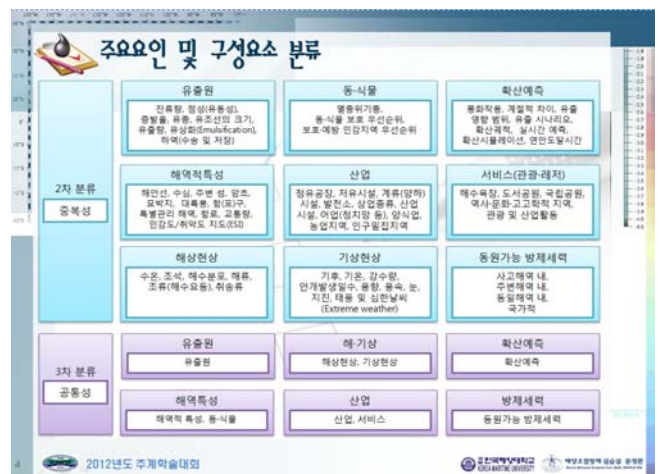 주요요인 및 구성요소 분류
2차 분류
중복성
유출원
잔류량, 점성(유동성),
증발율, 유종, 유조선의 크기,
유출량, 유상화(Emulsification),
하역(수송 및 저장)
동·식물
멸종위기종,
동·식물 보호 우선순위,
보호·예방 민감지역 우선순위
확산예측
풍화작용, 계절적 차이, 유출
영향 범위, 유출 시나리오,
확산궤적, 실시간 예측,
확산시뮬레이션, 연안도달시간
해역적특성
해안선, 수심, 주변 섬, 암초,
묘박지, 대륙붕, 항(포)구,
특별관리 해역, 항로, 교통량,
민감도/취약도 지도(ESI)
산업
정유공장, 저유시설, 계류(양하)
시설, 발전소, 상업종류, 산업
시설, 어업(정치망 등), 양식업,
농업지역, 인구밀집지역
서비스(관광·레저)
해수욕장, 도서공원, 국립공원,
역사·문화·고고학적 지역,
관광 및 산업활동
해상현상
수온, 조석, 해수분포, 해류,
조류(해수요동), 취송류
기상현상
기후, 기온, 강수량,
안개발생일수, 풍향, 풍속, 눈,
지진, 태풍 및 심한날씨
(Extreme weather)
동원가능 방제세력
사고해역 내,
주변해역 내,
동일해역 내,
국가적
3차 분류
공통성
유출원
유출원
해·기상
해상현상, 기상현상
확산예측
확산예측
해역특성
해역적 특성, 동·식물
산업
산업, 서비스
방제세력
동원가능 방제세력
4
2012년도 추계학술대회
한국해양대학교
KOREA MARITIME UNIVERSITY